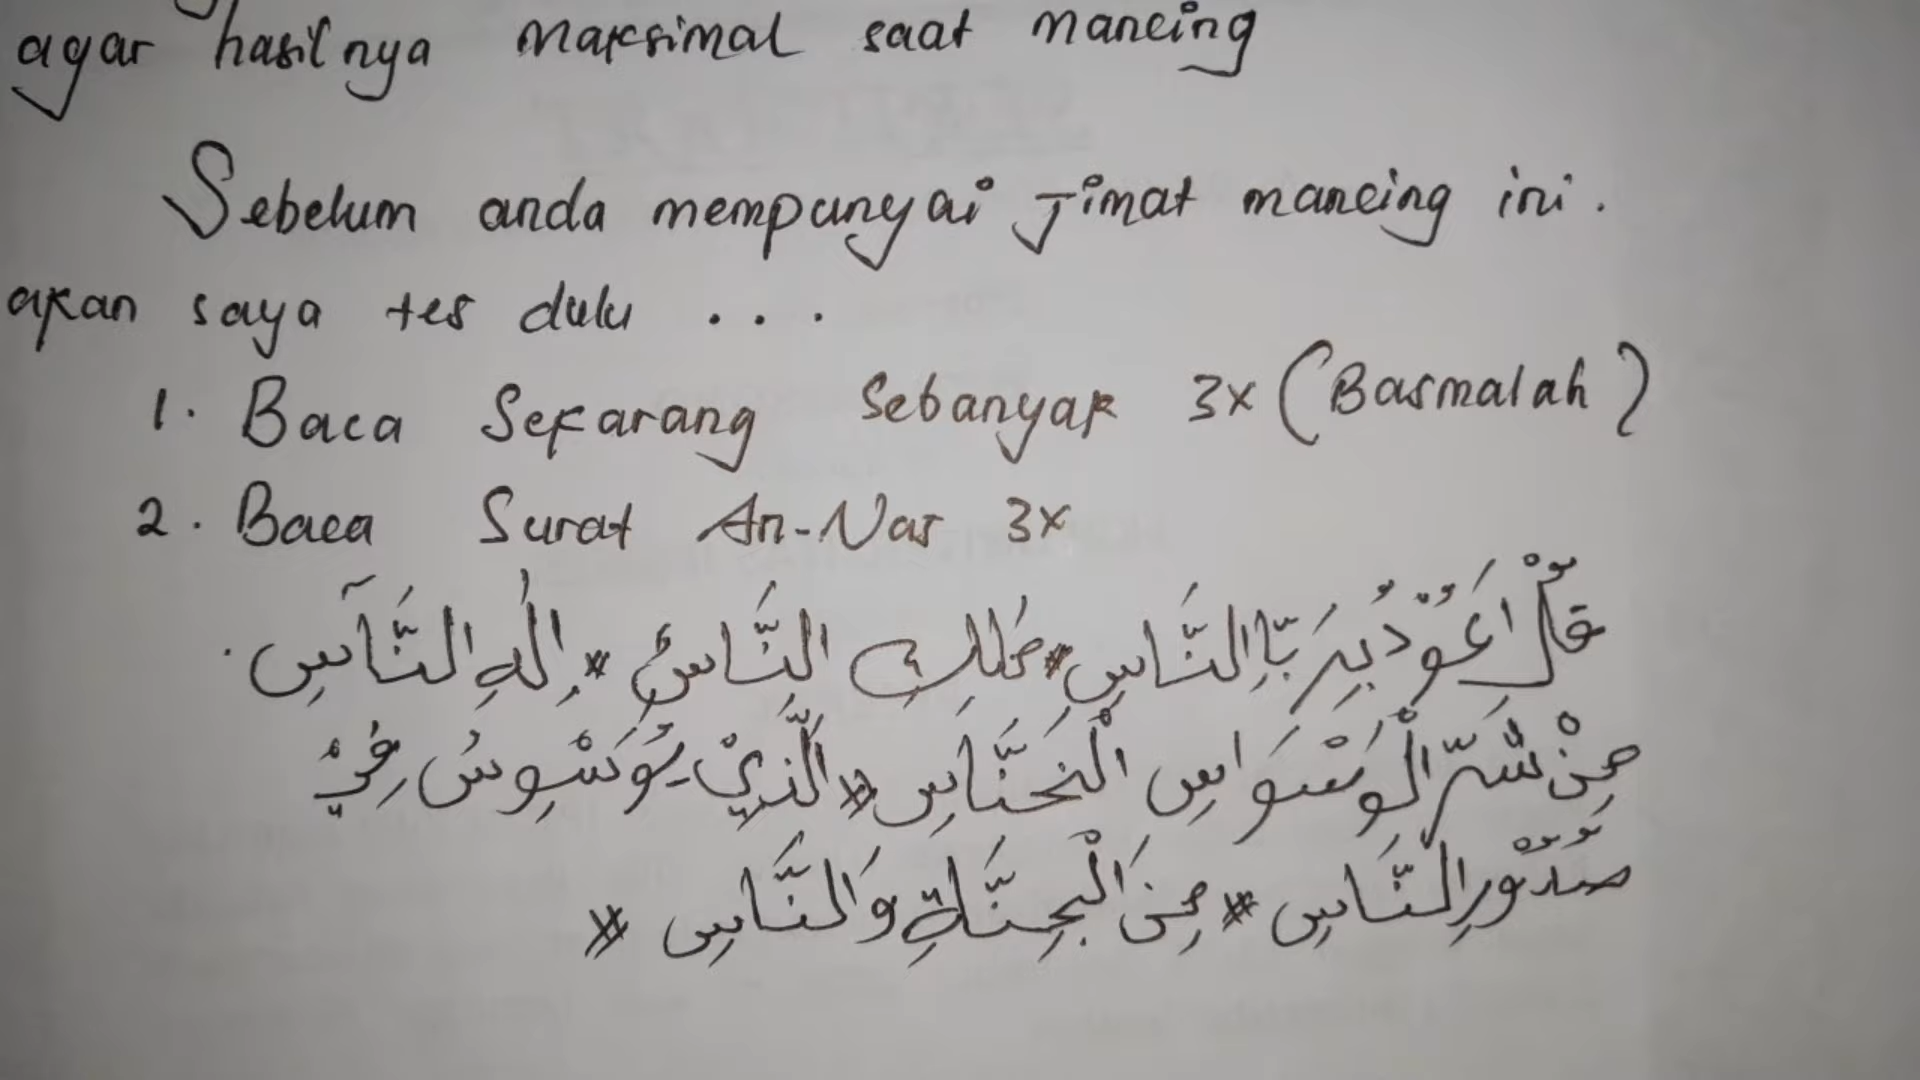 agar hasilnya maksimal saat mancing
Sebelum anda mempunyai jimat mancing ini.
akan saya tes dulu ...
1. Baca Sekarang Sebanyak 3x (Basmalah)
2. Baca Surat An-Nas 3x
قُلْ اَعُوْذُ بِرَبِّ النَّاسِ * مَلِكِ النَّاسِ * اِلٰهِ النَّاسِ
مِنْ شَرِّ الْوَسْوَاسِ الْخَنَّاسِ * الَّذِيْ يُوَسْوِسُ فِيْ
صُدُوْرِ النَّاسِ * مِنَ الْجِنَّةِ وَالنَّاسِ *